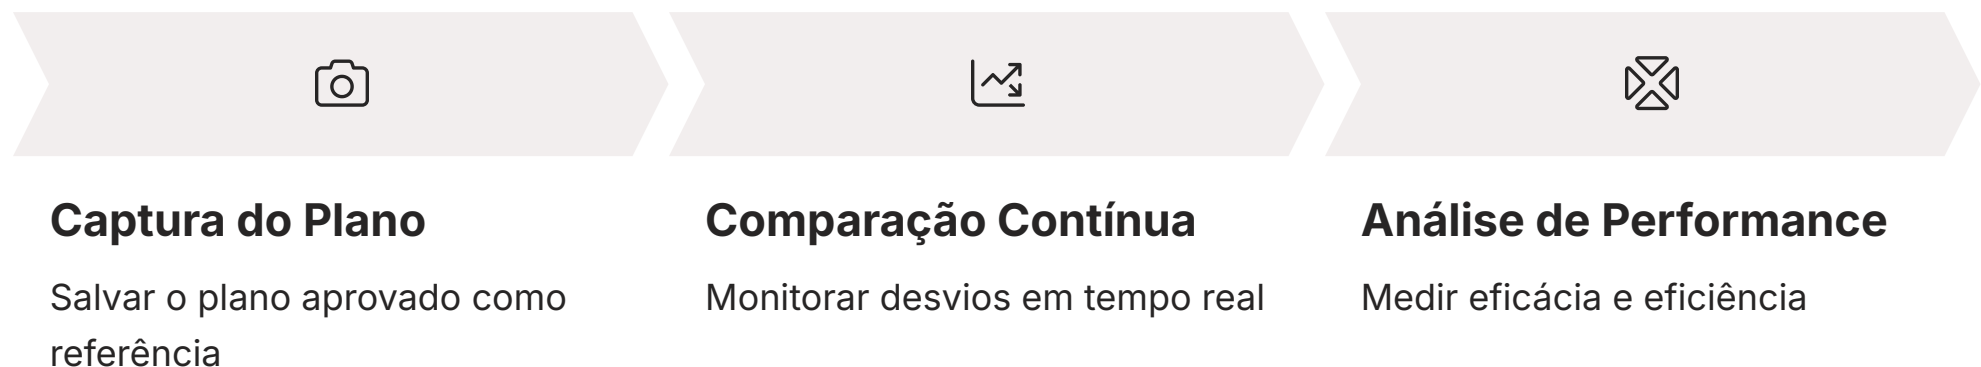 Captura do Plano
Salvar o plano aprovado como
referência
Comparação Contínua
Monitorar desvios em tempo real
Análise de Performance
Medir eficácia e eficiência